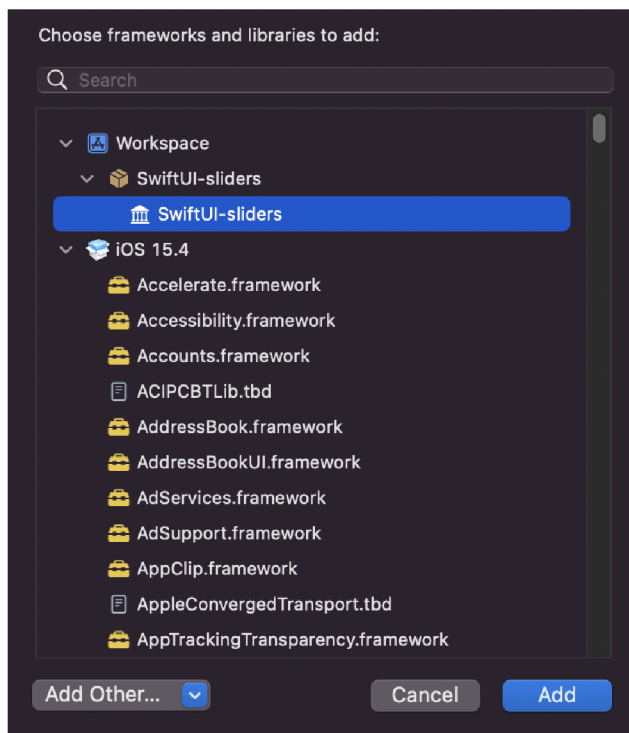 Choose frameworks and libraries to add:
Search
Workspace
SwiftUI-sliders
SwiftUI-sliders
iOS 15.4
Accelerate.framework
Accessibility.framework
Accounts.framework
ACIPCBTLib.tbd
AddressBook.framework
AddressBookUI.framework
AdServices.framework
AdSupport.framework
AppClip.framework
AppleConvergedTransport.tbd
AppTrackingTransparency.framework
Add Other... Cancel Add